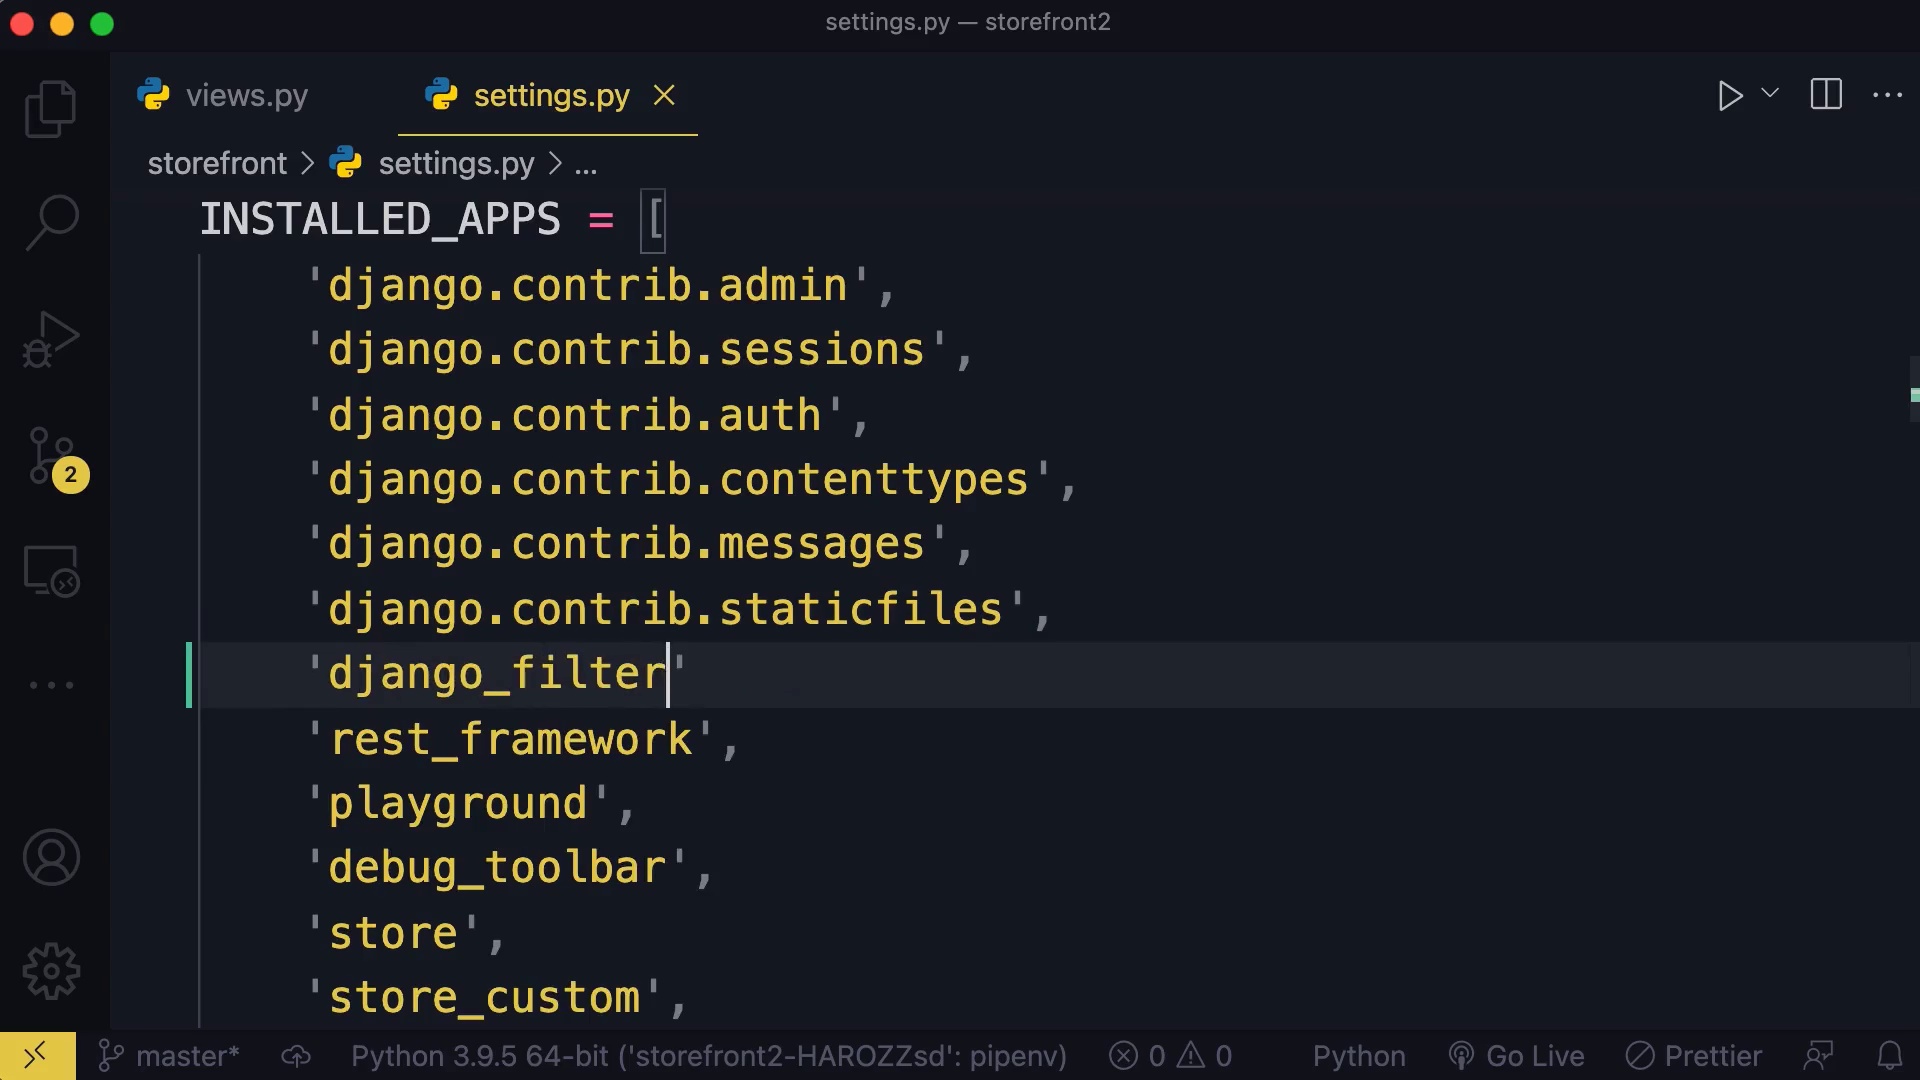 settings.py — storefront2
views.py
settings.py
storefront > settings.py > ...
INSTALLED_APPS = [
'django.contrib.admin',
'django.contrib.sessions',
'django.contrib.auth',
'django.contrib.contenttypes',
'django.contrib.messages',
'django.contrib.staticfiles',
'django_filter'
'rest_framework',
'playground',
'debug_toolbar',
'store',
'store_custom',
2
master* Python 3.9.5 64-bit ('storefront2-HAROZZsd': pipenv) 0 0 Python Go Live Prettier